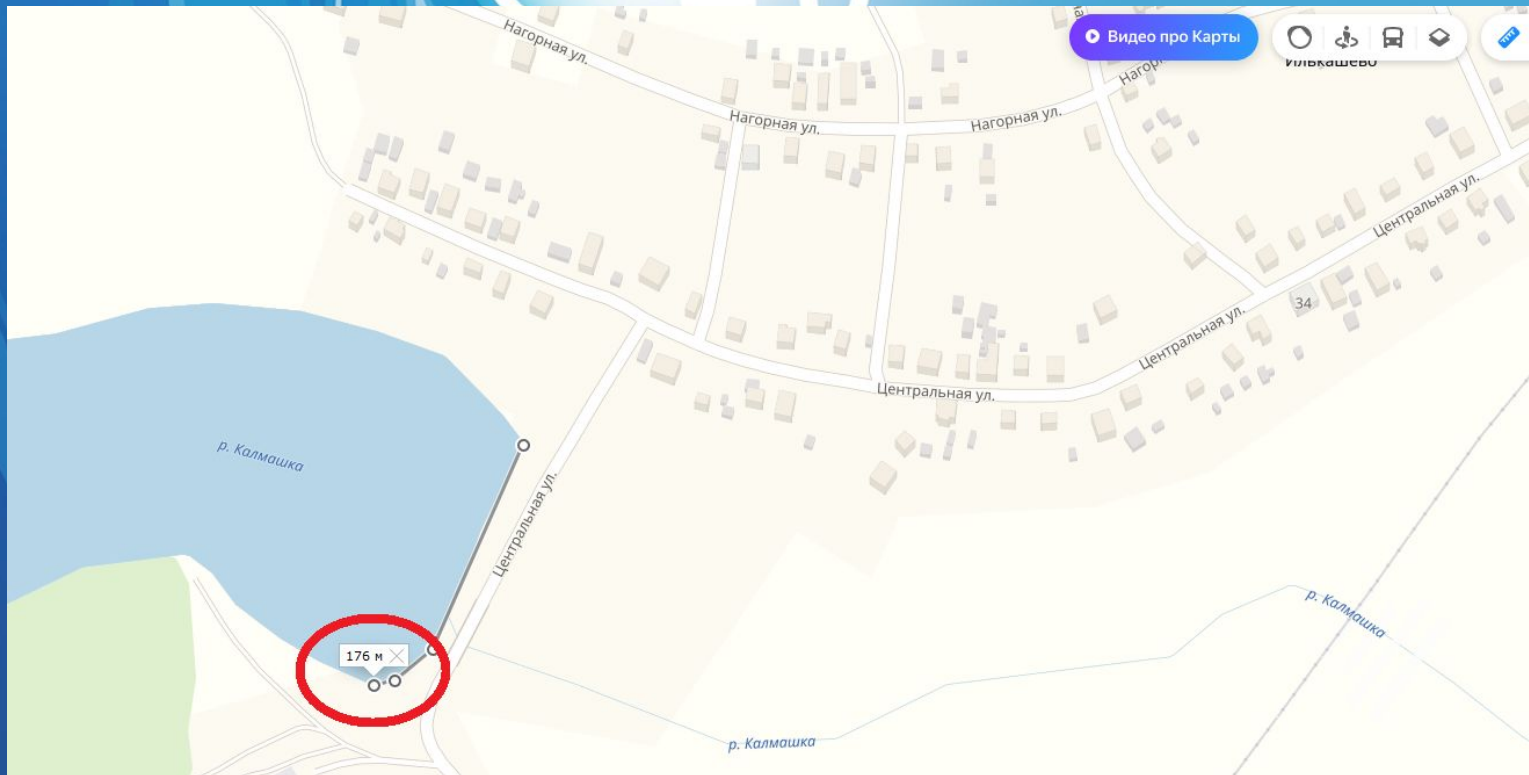 Нагорная ул.
Видео про Карты
Илькашево
Нагорная ул.
Нагорная ул.
Центральная ул.
34
Центральная ул.
Центральная ул.
р. Калмашка
Центральная ул.
р. Калмашка
176 м
р. Калмашка